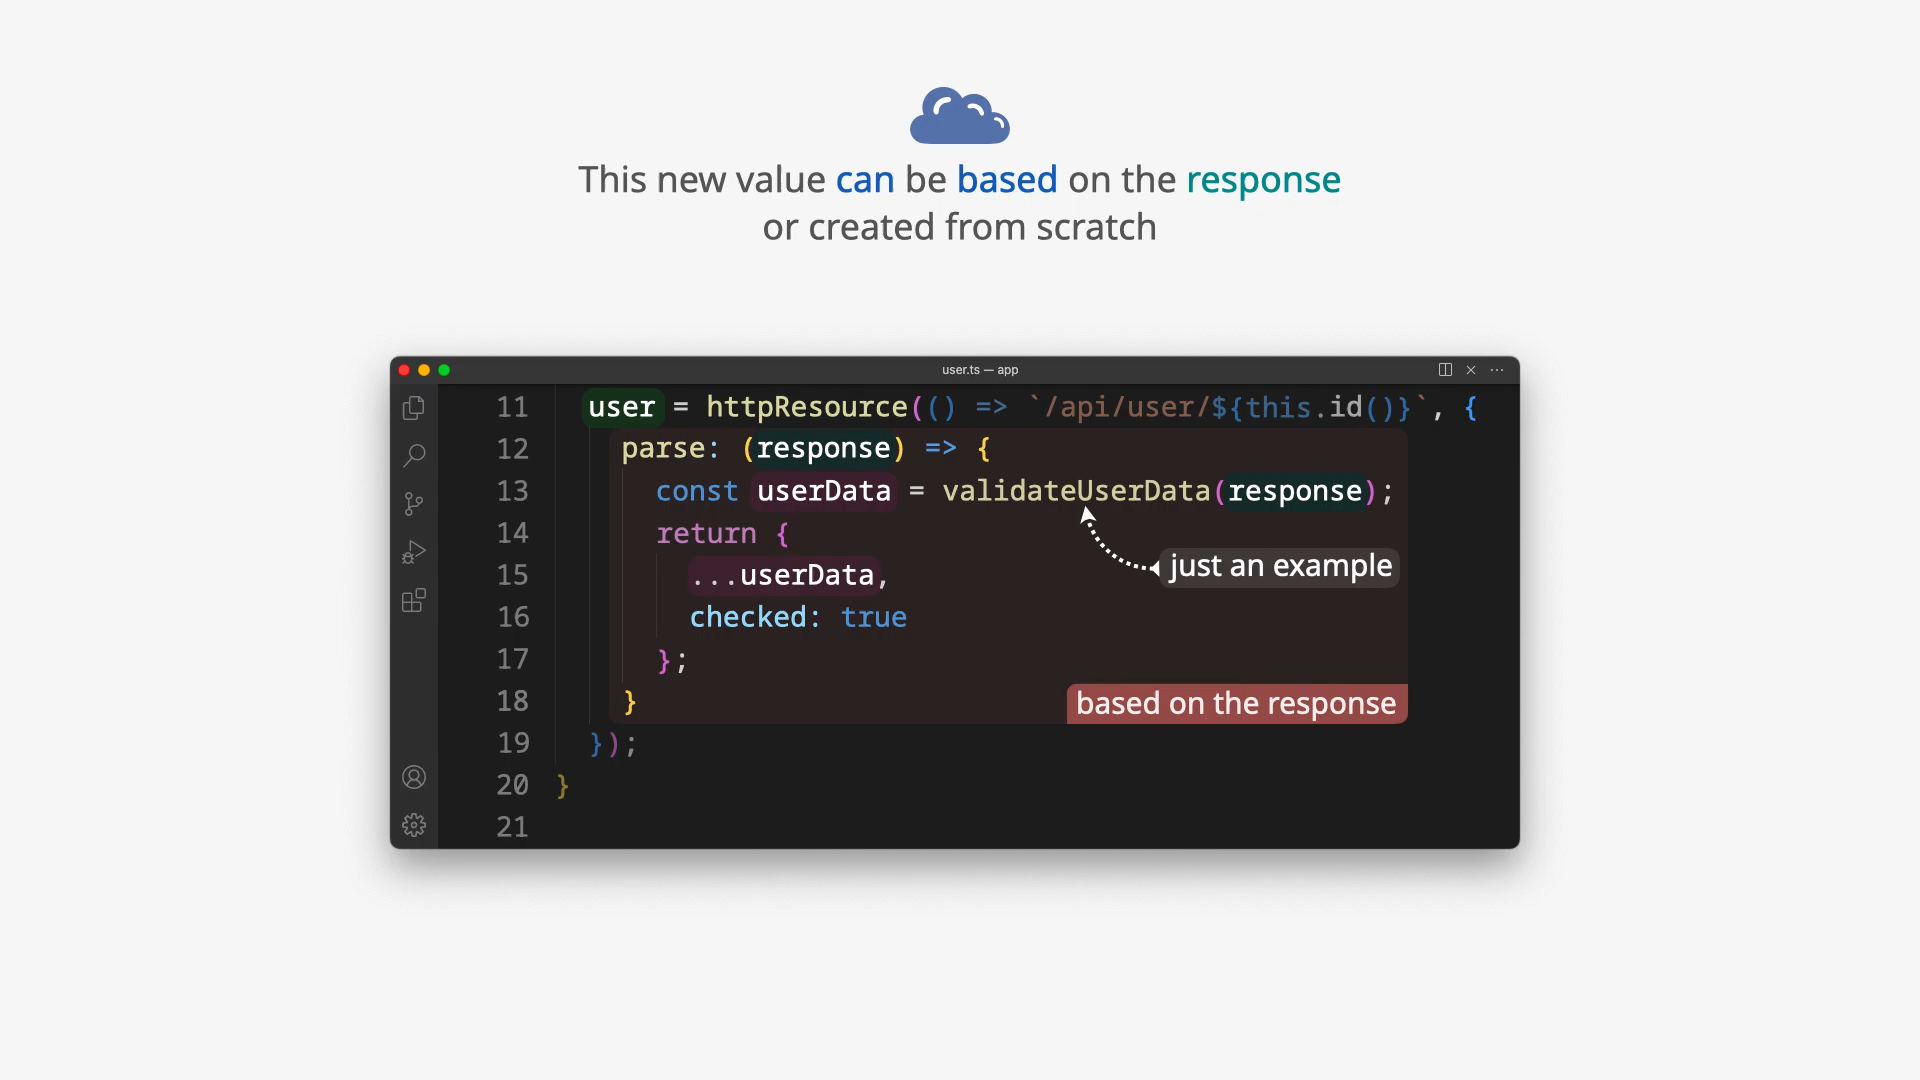 This new value can be based on the response
or created from scratch
user.ts — app
11 user = httpResource(() => `/api/user/${this.id()}`, {
12 parse: (response) => {
13 const userData = validateUserData(response);
14 return {
just an example
15 ...userData,
16 checked: true
17 };
18 }
based on the response
19 });
20 }
21